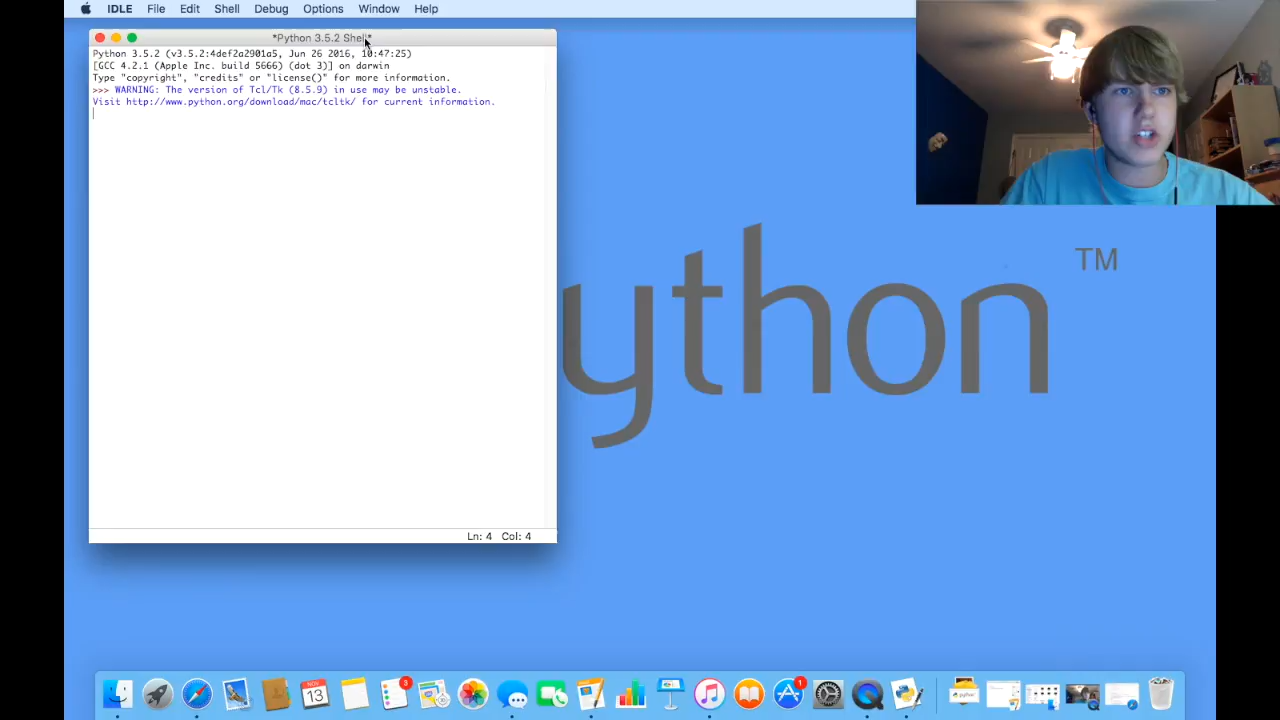 IDLE File Edit Shell Debug Options Window Help
*Python 3.5.2 Shell*
Python 3.5.2 (v3.5.2:4def2a2901a5, Jun 26 2016, 10:47:25)
[GCC 4.2.1 (Apple Inc. build 5666) (dot 3)] on darwin
Type "copyright", "credits" or "license()" for more information.
>>> WARNING: The version of Tcl/Tk (8.5.9) in use may be unstable.
Visit http://www.python.org/download/mac/tcltk/ for current information.
ython TM
Ln: 4 Col: 4
NOV
13
3
1
python